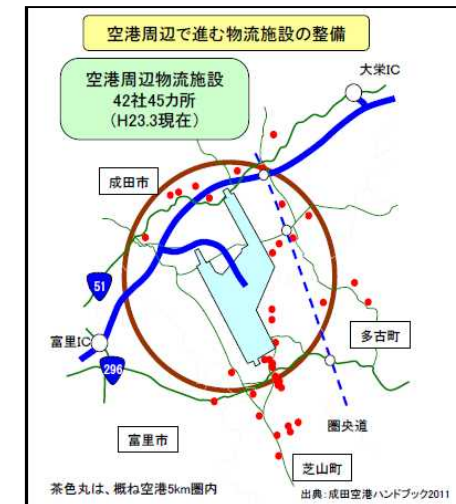 空港周辺で進む物流施設の整備
空港周辺物流施設
42社45カ所
(H23.3現在)
大栄IC
成田市
51
富里IC
296
多古町
富里市
圏央道
芝山町
茶色丸は、概ね空港5km圏内
出典：成田空港ハンドブック2011